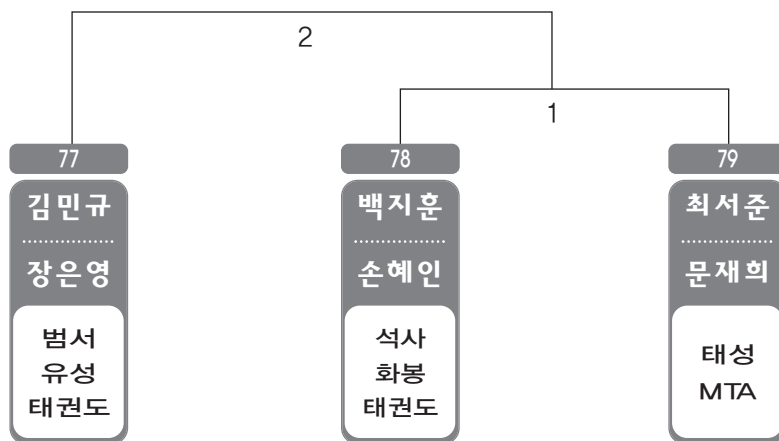 2
1
77
김민규
장은영
범서
유성
태권도
78
백지훈
손혜인
석사
화봉
태권도
79
최서준
문재희
태성
MTA